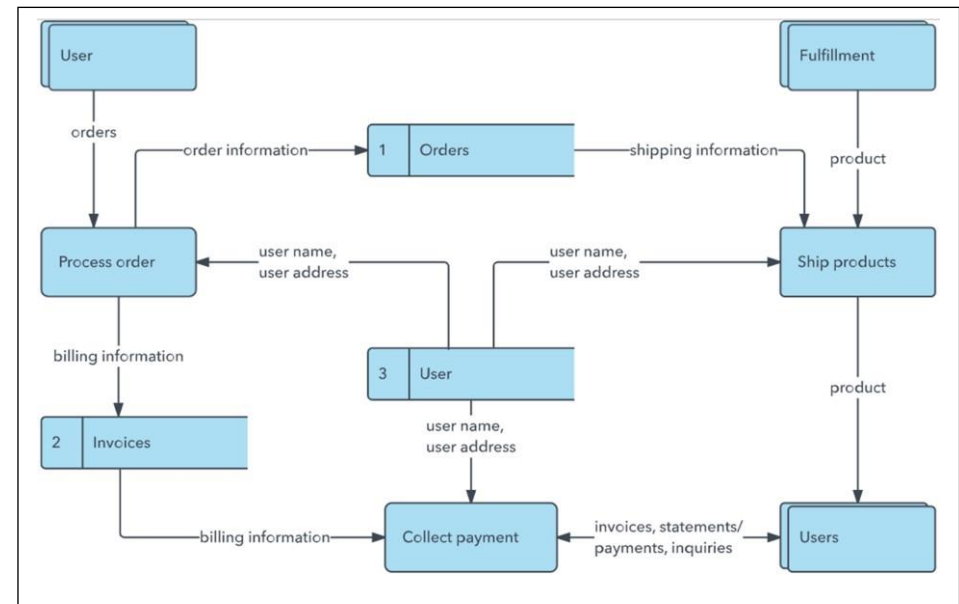 User
Fulfillment
orders
order information
1 Orders
shipping information
product
Process order
user name,
user address
user name,
user address
Ship products
billing information
3 User
product
2 Invoices
user name,
user address
billing information
Collect payment
invoices, statements/
payments, inquiries
Users